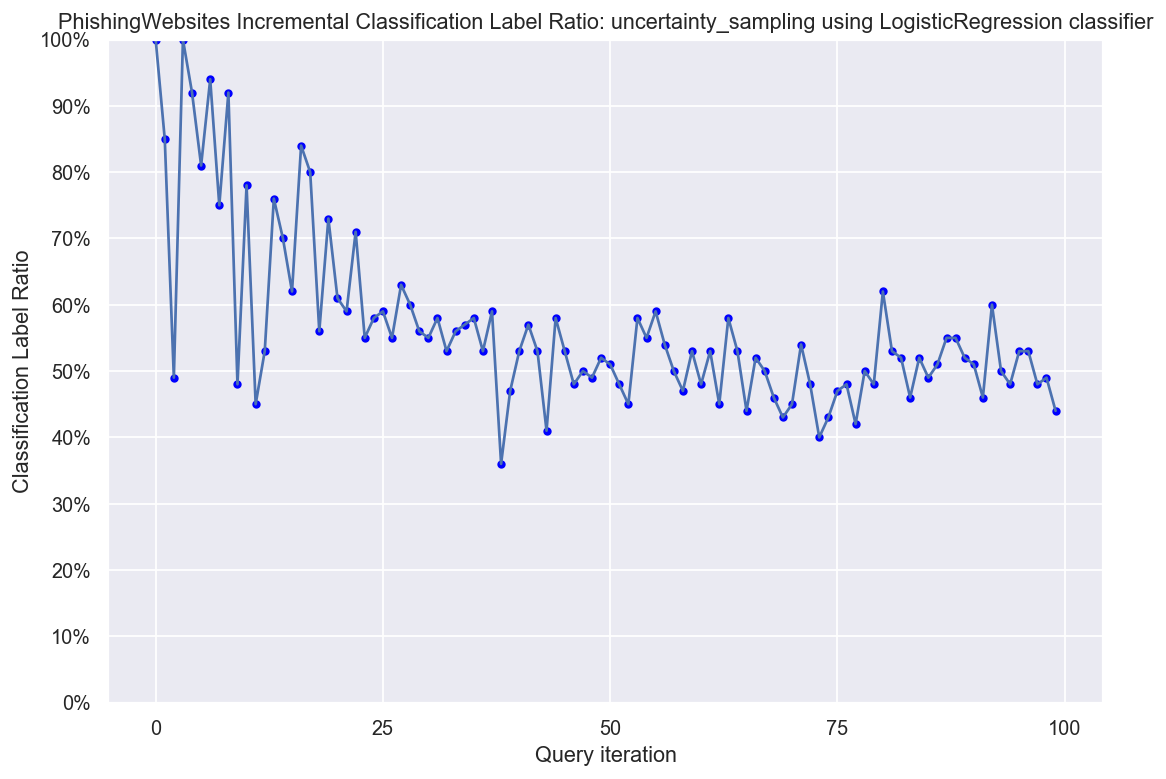 PhishingWebsites Incremental Classification Label Ratio: uncertainty_sampling using LogisticRegression classifier
100%
90%
80%
70%
60%
50%
40%
30%
20%
10%
0%
Classification Label Ratio
0 25 50 75 100
Query iteration